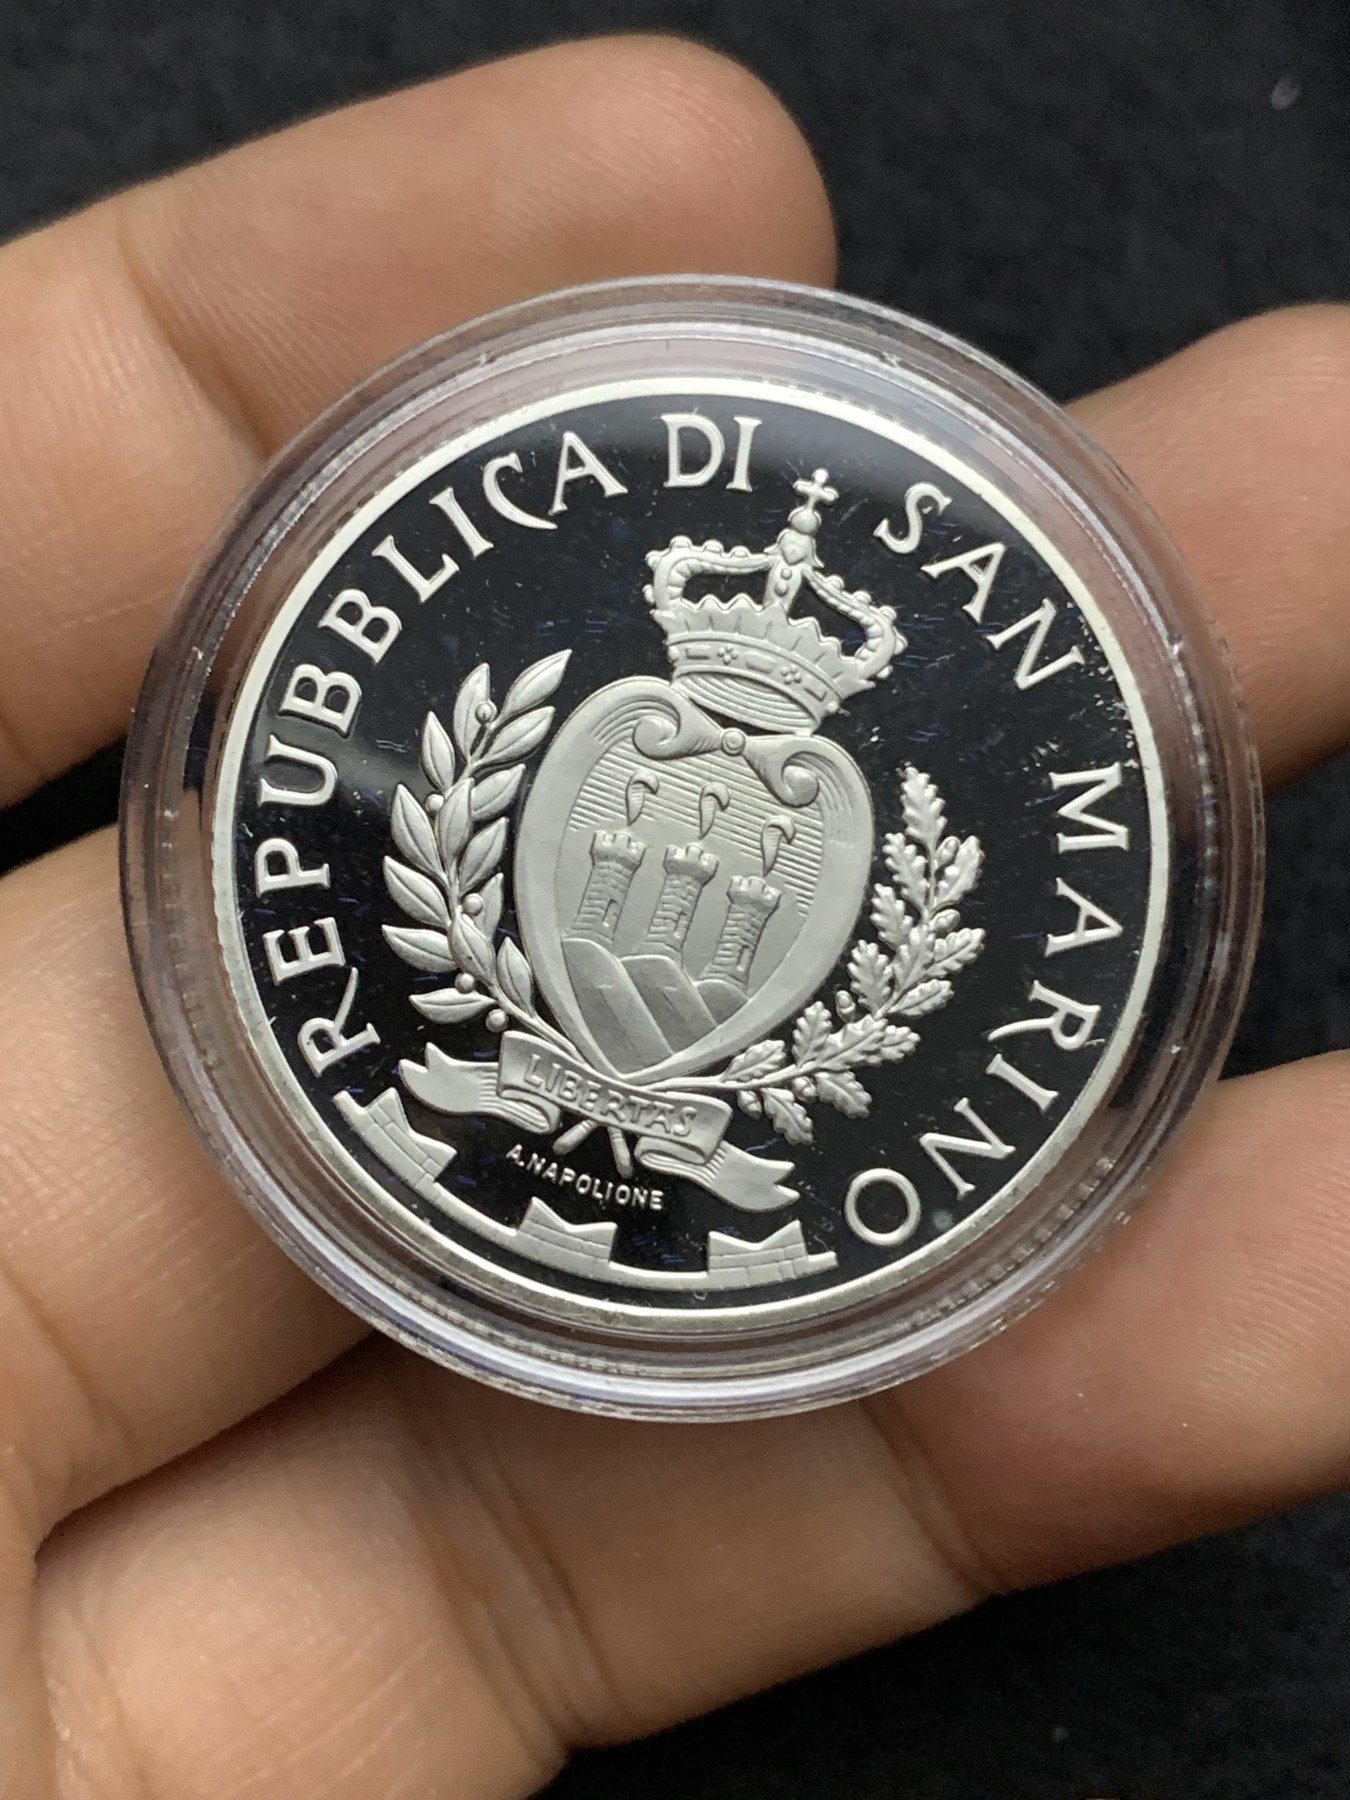 REPUBBLICA DI SAN MARINO
LIBERTAS
A.NAPOLIONE